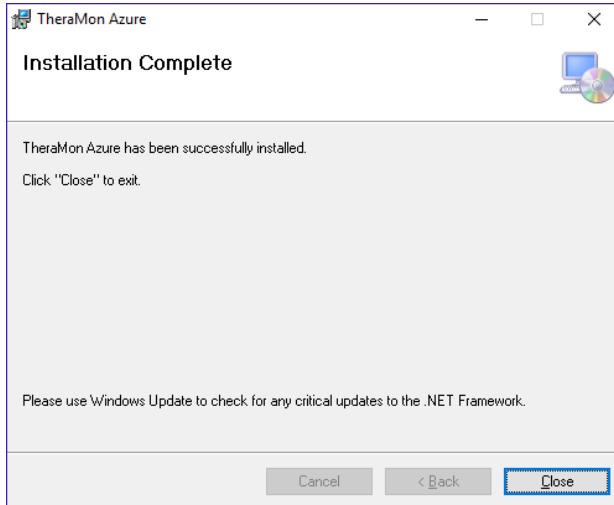 TheraMon Azure
Installation Complete
TheraMon Azure has been successfully installed.
Click "Close" to exit.
Please use Windows Update to check for any critical updates to the .NET Framework.
Cancel
< Back
Close